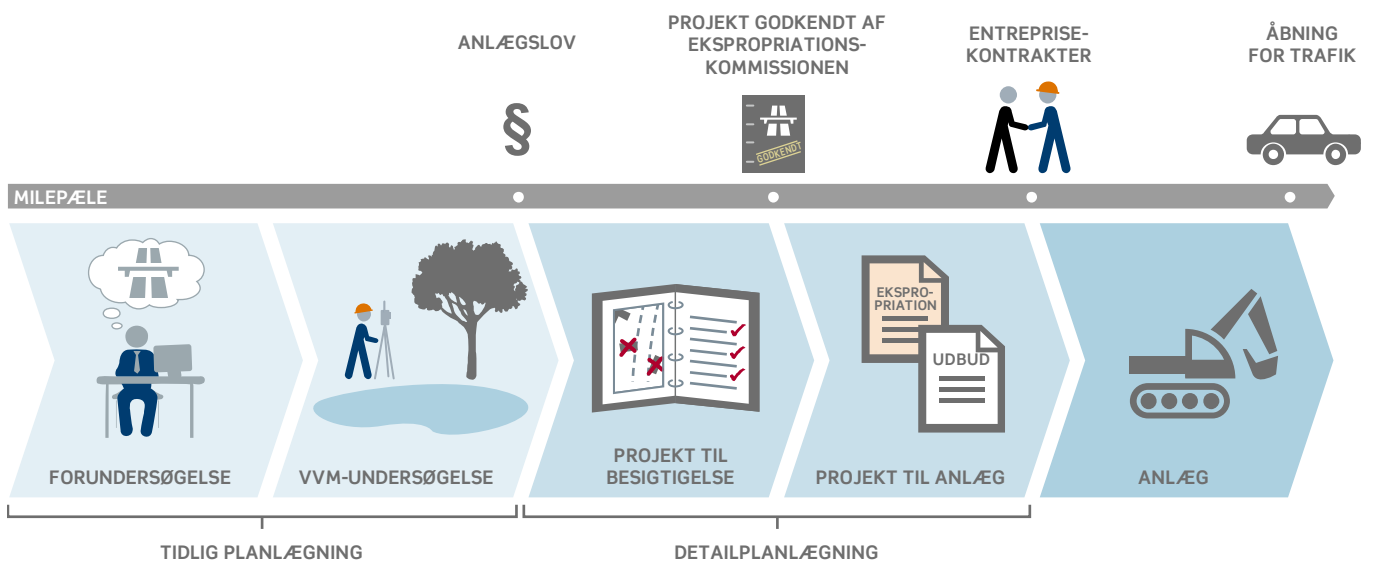 ANLÆGSLOV
PROJEKT GODKENDT AF
EKSPROPRIATIONS-
KOMMISSIONEN
ENTREPRISE-
KONTRAKTER
ÅBNING
FOR TRAFIK
§
GODKENDT
MILEPÆLE
EKSPRO-
PRIATION
UDBUD
FORUNDERSØGELSE
VVM-UNDERSØGELSE
PROJEKT TIL
BESIGTIGELSE
PROJEKT TIL ANLÆG
ANLÆG
TIDLIG PLANLÆGNING
DETAILPLANLÆGNING